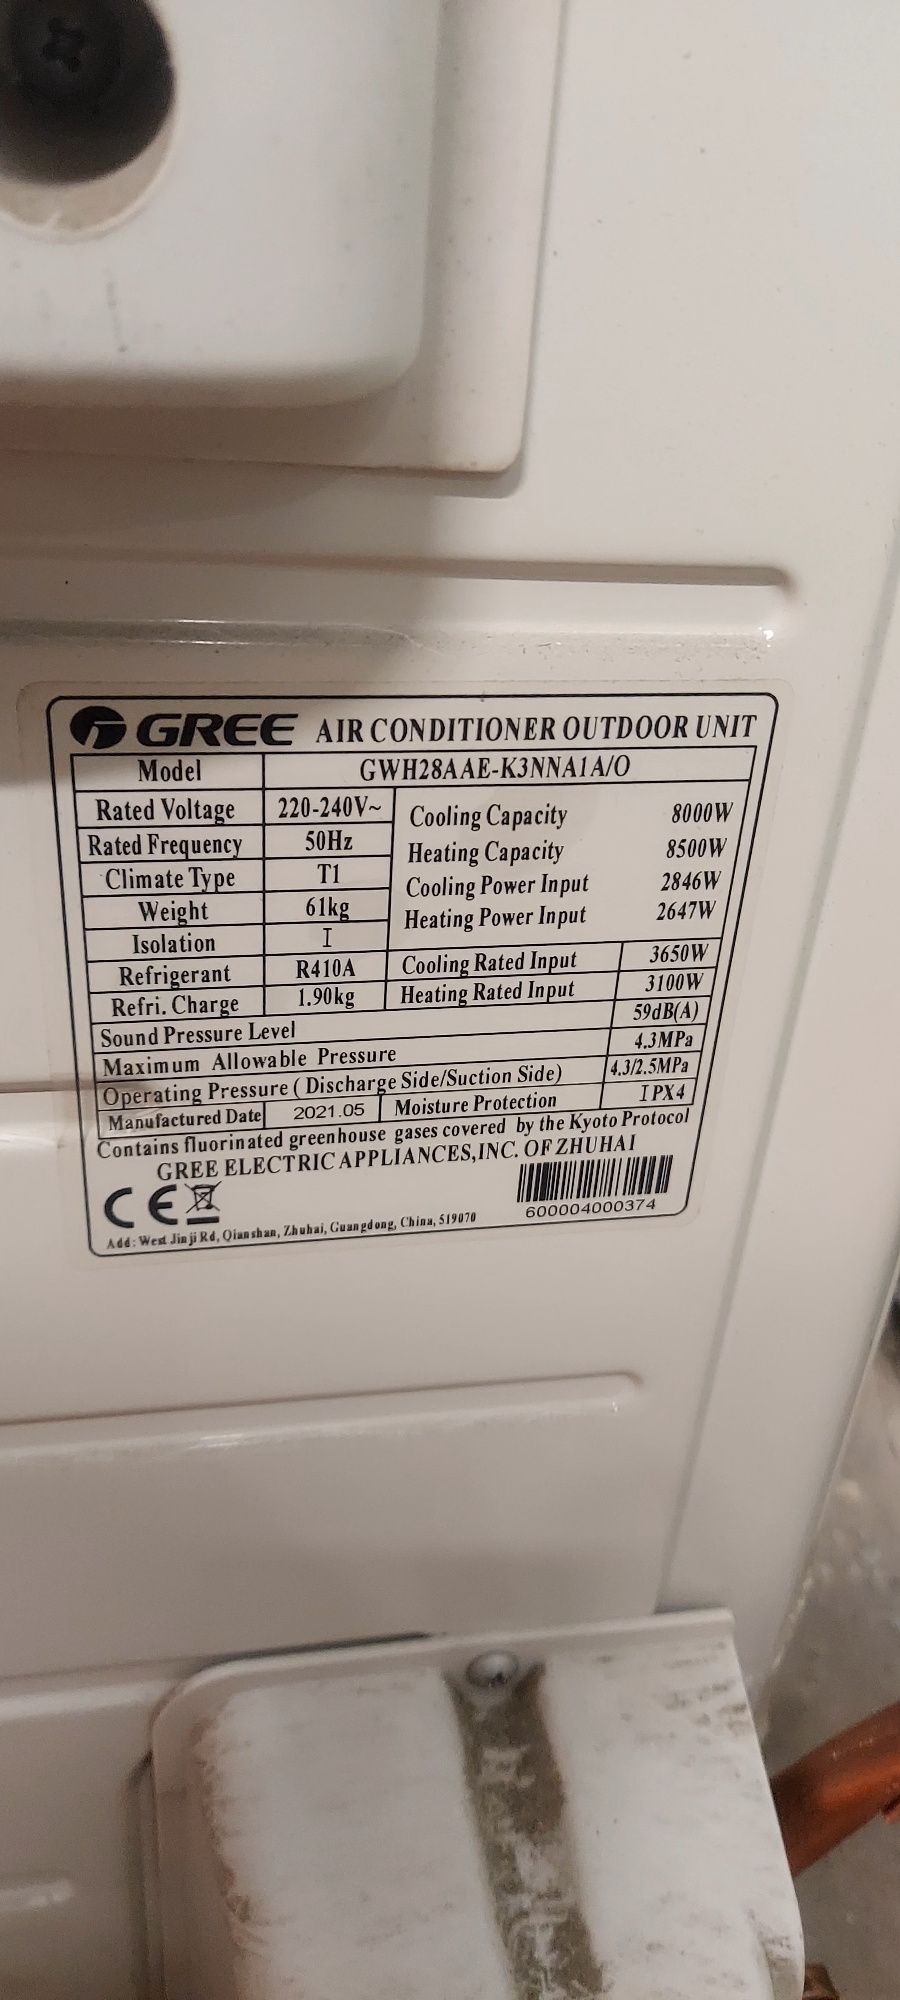 GREE AIR CONDITIONER OUTDOOR UNIT
Model GWH28AAE-K3NNA1A/O
Rated Voltage 220-240V~ Cooling Capacity 8000W
Rated Frequency 50Hz Heating Capacity 8500W
Climate Type T1 Cooling Power Input 2846W
Weight 61kg Heating Power Input 2647W
Isolation I
Refrigerant R410A Cooling Rated Input 3650W
Refri. Charge 1.90kg Heating Rated Input 3100W
Sound Pressure Level 59dB(A)
Maximum Allowable Pressure 4.3MPa
Operating Pressure (Discharge Side/Suction Side) 4.3/2.5MPa
Manufactured Date 2021.05 Moisture Protection IPX4
Contains fluorinated greenhouse gases covered by the Kyoto Protocol
GREE ELECTRIC APPLIANCES,INC. OF ZHUHAI
CE
600004000374
Add: West Jinji Rd, Qianshan, Zhuhai, Guangdong, China, 519070